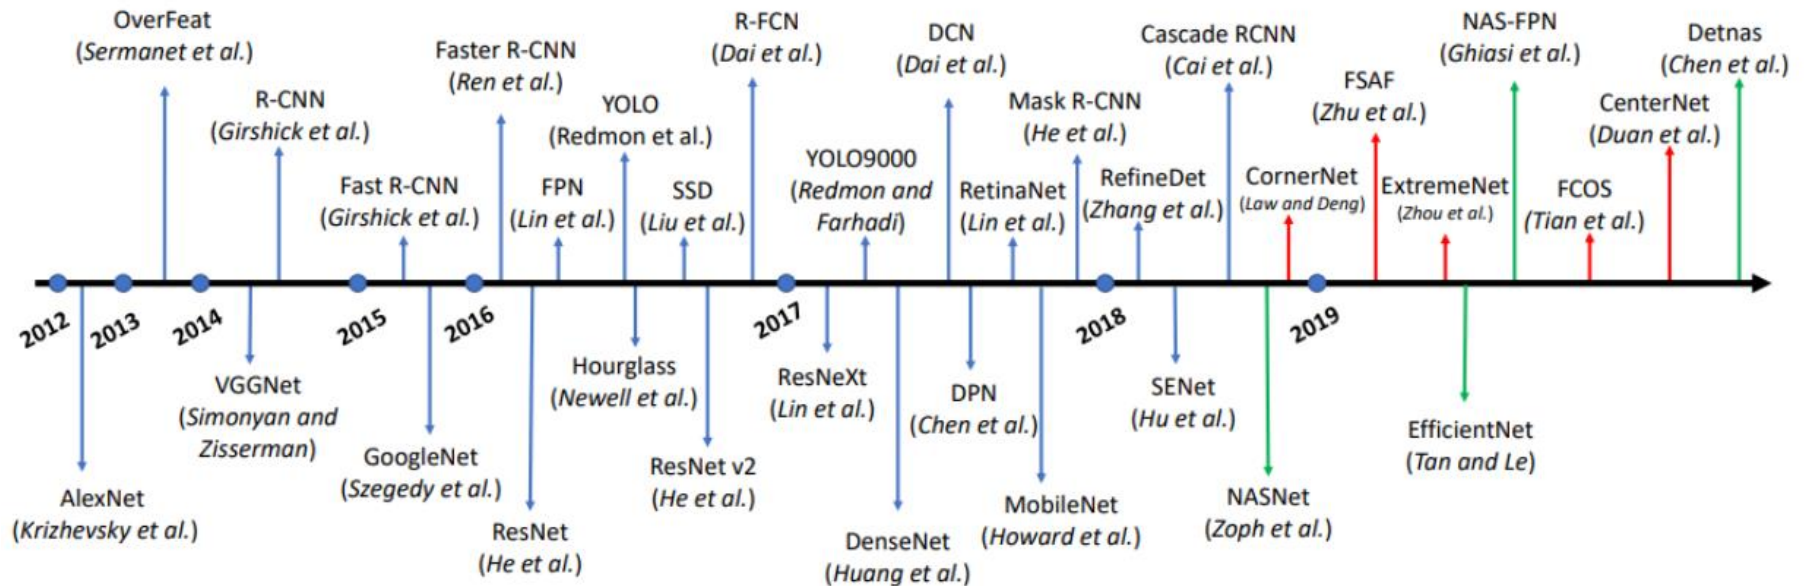 OverFeat
(Sermanet et al.)
R-CNN
(Girshick et al.)
Fast R-CNN
(Girshick et al.)
Faster R-CNN
(Ren et al.)
FPN
(Lin et al.)
YOLO
(Redmon et al.)
SSD
(Liu et al.)
R-FCN
(Dai et al.)
YOLO9000
(Redmon and
Farhadi)
DCN
(Dai et al.)
RetinaNet
(Lin et al.)
Mask R-CNN
(He et al.)
RefineDet
(Zhang et al.)
Cascade RCNN
(Cai et al.)
CornerNet
(Law and Deng)
FSAF
(Zhu et al.)
ExtremeNet
(Zhou et al.)
NAS-FPN
(Ghiasi et al.)
FCOS
(Tian et al.)
CenterNet
(Duan et al.)
Detnas
(Chen et al.)
2012
2013
2014
2015
2016
2017
2018
2019
AlexNet
(Krizhevsky et al.)
VGGNet
(Simonyan and
Zisserman)
GoogleNet
(Szegedy et al.)
ResNet
(He et al.)
Hourglass
(Newell et al.)
ResNet v2
(He et al.)
ResNeXt
(Lin et al.)
DenseNet
(Huang et al.)
DPN
(Chen et al.)
MobileNet
(Howard et al.)
SENet
(Hu et al.)
NASNet
(Zoph et al.)
EfficientNet
(Tan and Le)